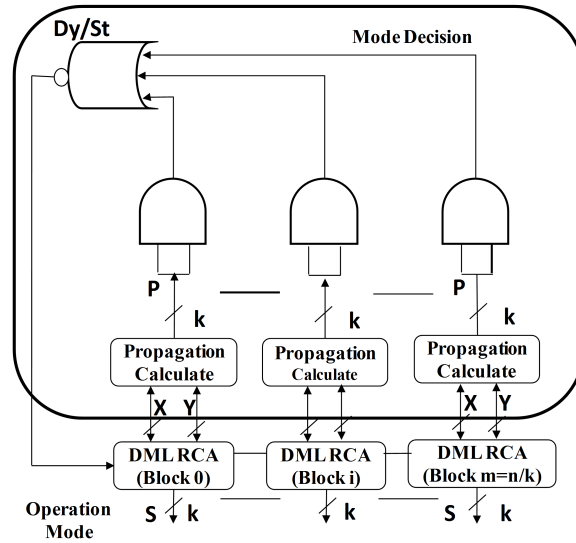 Dy/St
Mode Decision
P
P
k
k
k
Propagation
Calculate
Propagation
Calculate
Propagation
Calculate
X Y
X Y
DML RCA
(Block 0)
DML RCA
(Block i)
DML RCA
(Block m=n/k)
Operation
Mode
S k
k
S k